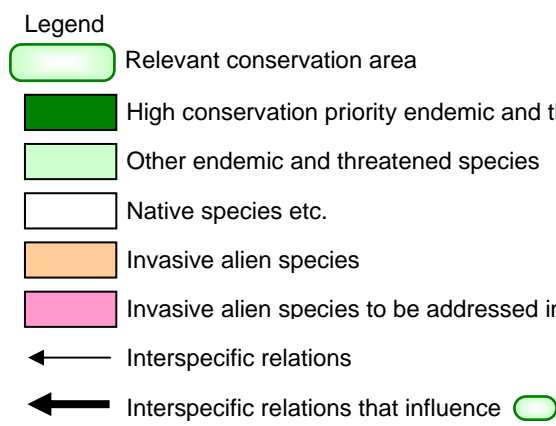 Legend
Relevant conservation area
High conservation priority endemic and
Other endemic and threatened species
Native species etc.
Invasive alien species
Invasive alien species to be addressed
Interspecific relations
Interspecific relations that influence